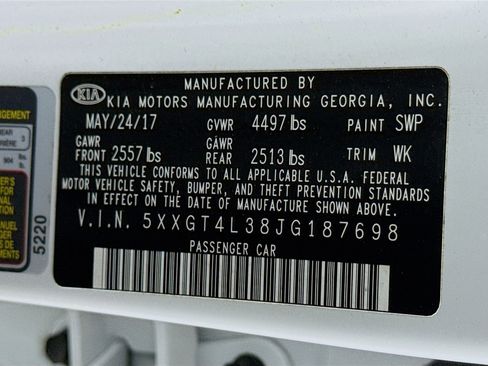 MANUFACTURED BY
KIA KIA MOTORS MANUFACTURING GEORGIA, INC.
MAY/24/17 GVWR 4497 lbs PAINT SWP
GAWR FRONT 2557 lbs GAWR REAR 2513 lbs TRIM WK
THIS VEHICLE CONFORMS TO ALL APPLICABLE U.S.A. FEDERAL
MOTOR VEHICLE SAFETY, BUMPER, AND THEFT PREVENTION STANDARDS
IN EFFECT ON THE DATE OF MANUFACTURE SHOWN ABOVE.
V.I.N. 5XXGT4L38JG187698
PASSENGER CAR
5220